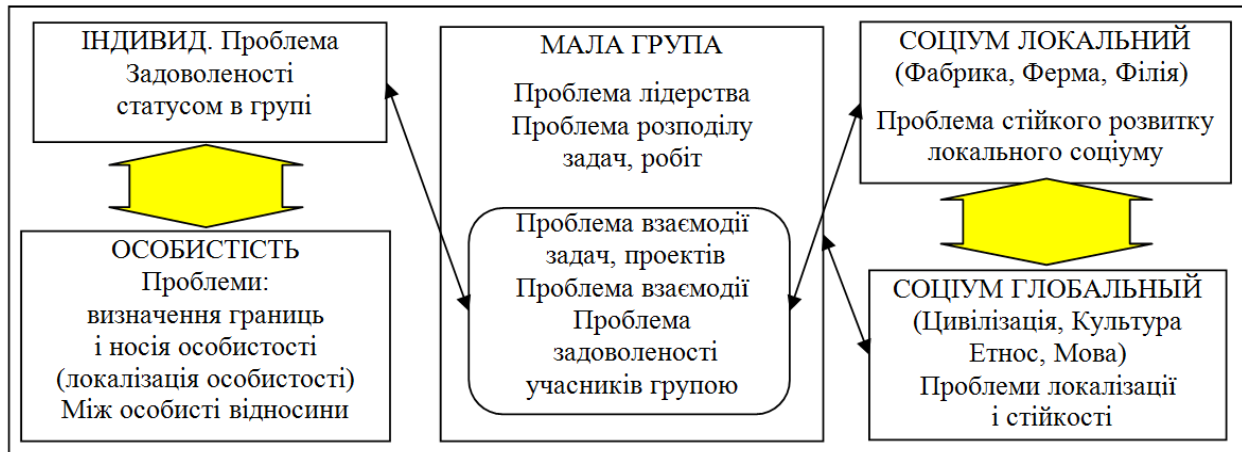 ІНДИВИД. Проблема
Задоволеності
статусом в групі
ОСОБИСТІСТЬ
Проблеми:
визначення границь
і носія особистості
(локалізація особистості)
Між особисті відносини
МАЛА ГРУПА
Проблема лідерства
Проблема розподілу
задач, робіт
Проблема взаємодії
задач, проектів
Проблема взаємодії
Проблема
задоволеності
учасників групою
СОЦІУМ ЛОКАЛЬНИЙ
(Фабрика, Ферма, Філія)
Проблема стійкого розвитку
локального соціуму
СОЦІУМ ГЛОБАЛЬНЫЙ
(Цивілізація, Культура
Етнос, Мова)
Проблеми локалізації
і стійкості